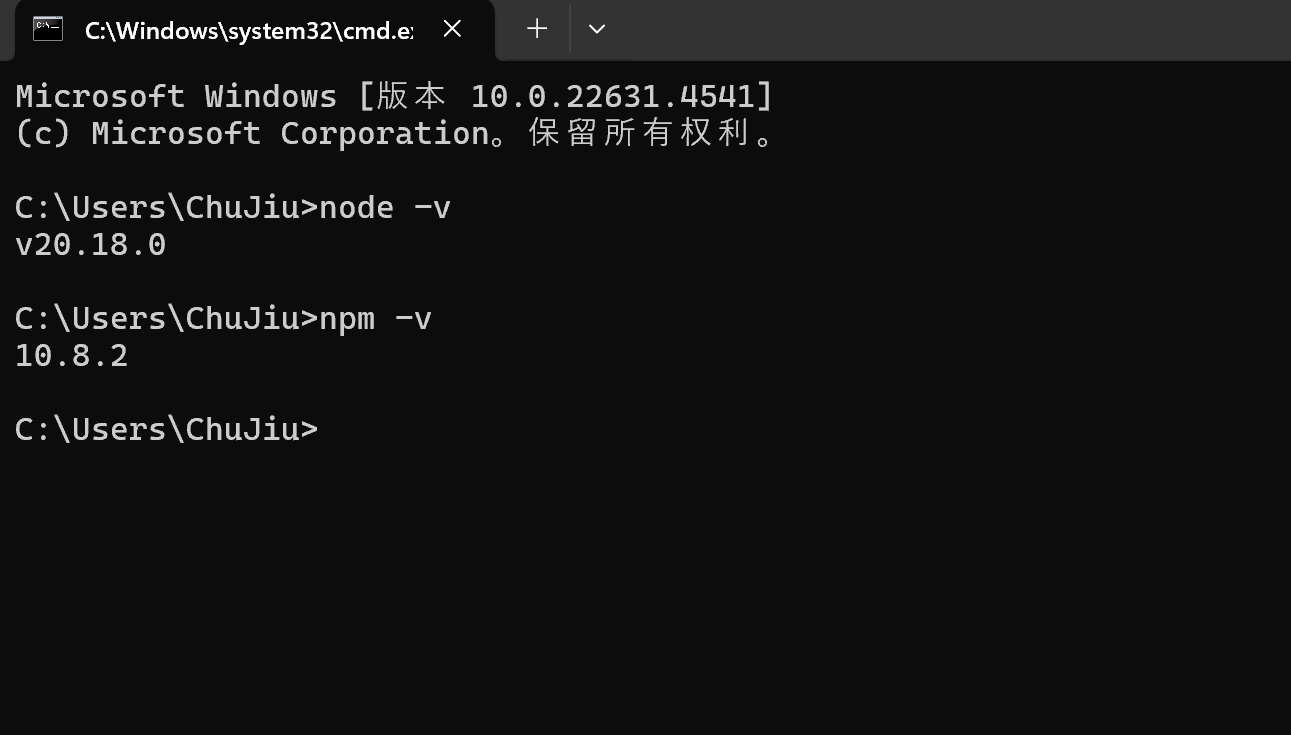 C:\Windows\system32\cmd.e
Microsoft Windows [版本 10.0.22631.4541]
(c) Microsoft Corporation。保留所有权利。
C:\Users\ChuJiu>node -v
v20.18.0
C:\Users\ChuJiu>npm -v
10.8.2
C:\Users\ChuJiu>